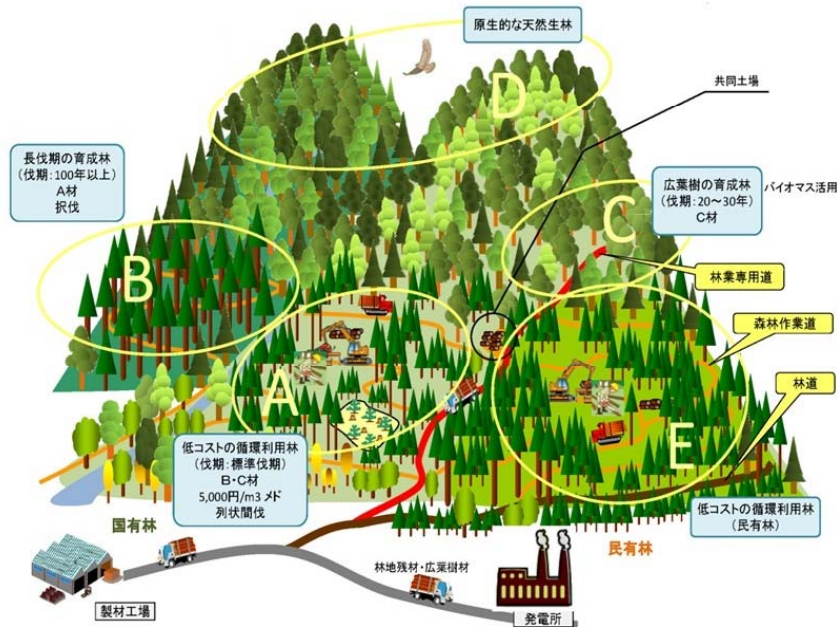 原生的な天然生林
D
共同土場
長伐期の育成林
(伐期:100年以上)
A材
択伐
広葉樹の育成林
(伐期:20～30年)
C材
バイオマス活用
C
B
林業専用道
森林作業道
林道
A
E
低コストの循環利用林
(伐期:標準伐期)
B・C材
5,000円/m3 メド
列状間伐
低コストの循環利用林
(民有林)
国有林
民有林
林地残材・広葉樹材
製材工場
発電所